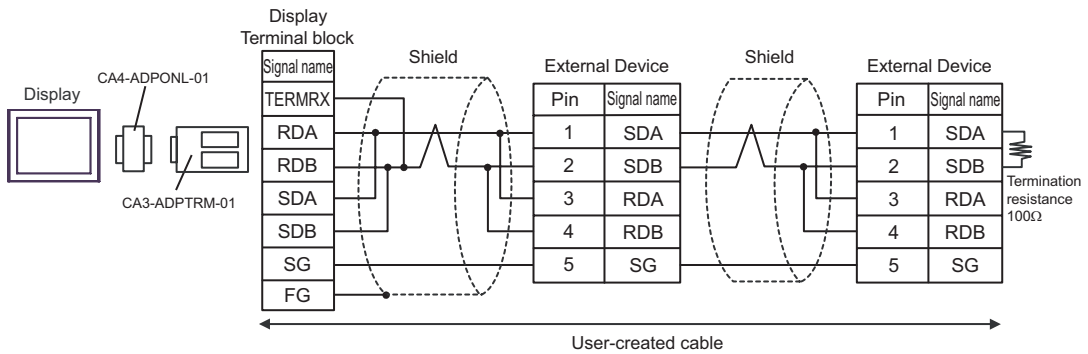 Display
Terminal block
Signal name
TERMRX
RDA
RDB
SDA
SDB
SG
FG
Display
CA4-ADPONL-01
CA3-ADPTRM-01
Shield
External Device
Pin Signal name
1 SDA
2 SDB
3 RDA
4 RDB
5 SG
Shield
External Device
Pin Signal name
1 SDA
2 SDB
3 RDA
4 RDB
5 SG
Termination
resistance
100Ω
User-created cable